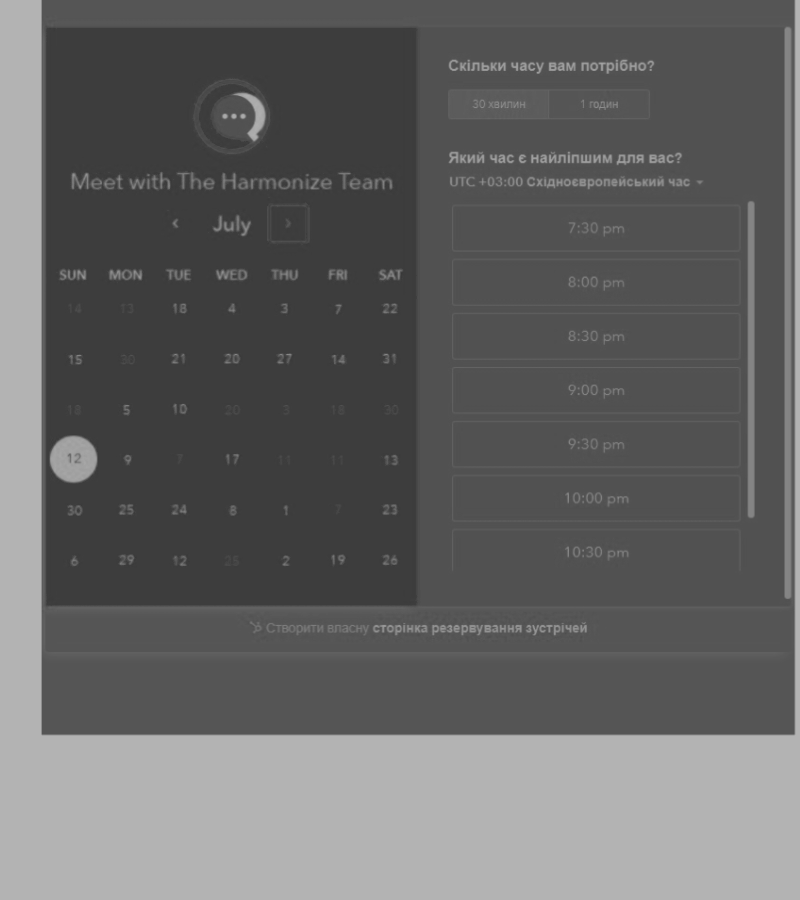 Meet with The Harmonize Team
July
SUN MON TUE WED THU FRI SAT
14 13 18 4 3 7 22
15 30 21 20 27 14 31
18 5 10 20 3 18 30
12 9 7 17 11 11 13
30 25 24 8 1 7 23
6 29 12 25 2 19 26
Скільки часу вам потрібно?
30 хвилин 1 годин
Який час є найліпшим для вас?
UTC +03:00 Східноєвропейський час
7:30 pm
8:00 pm
8:30 pm
9:00 pm
9:30 pm
10:00 pm
10:30 pm
Створити власну сторінка резервування зустрічей